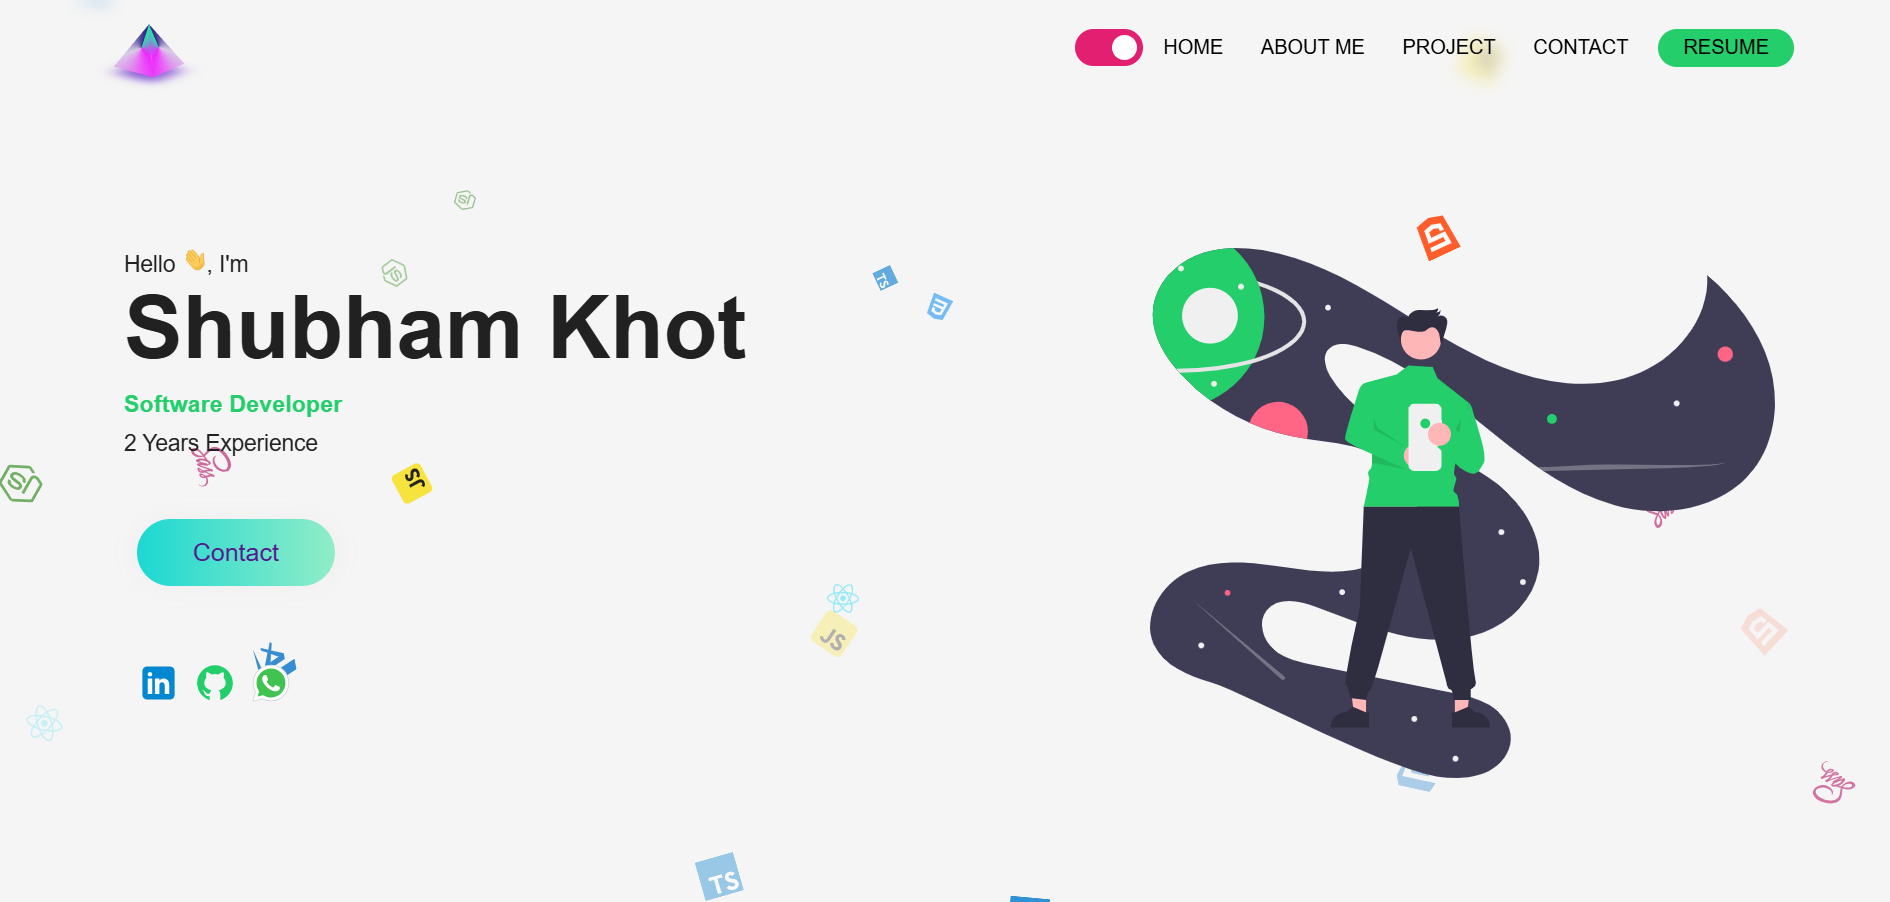 HOME
ABOUT ME
PROJECT
CONTACT
RESUME
Hello 👋, I'm
Shubham Khot
Software Developer
2 Years Experience
Contact
in
TS
JS
JS
TS